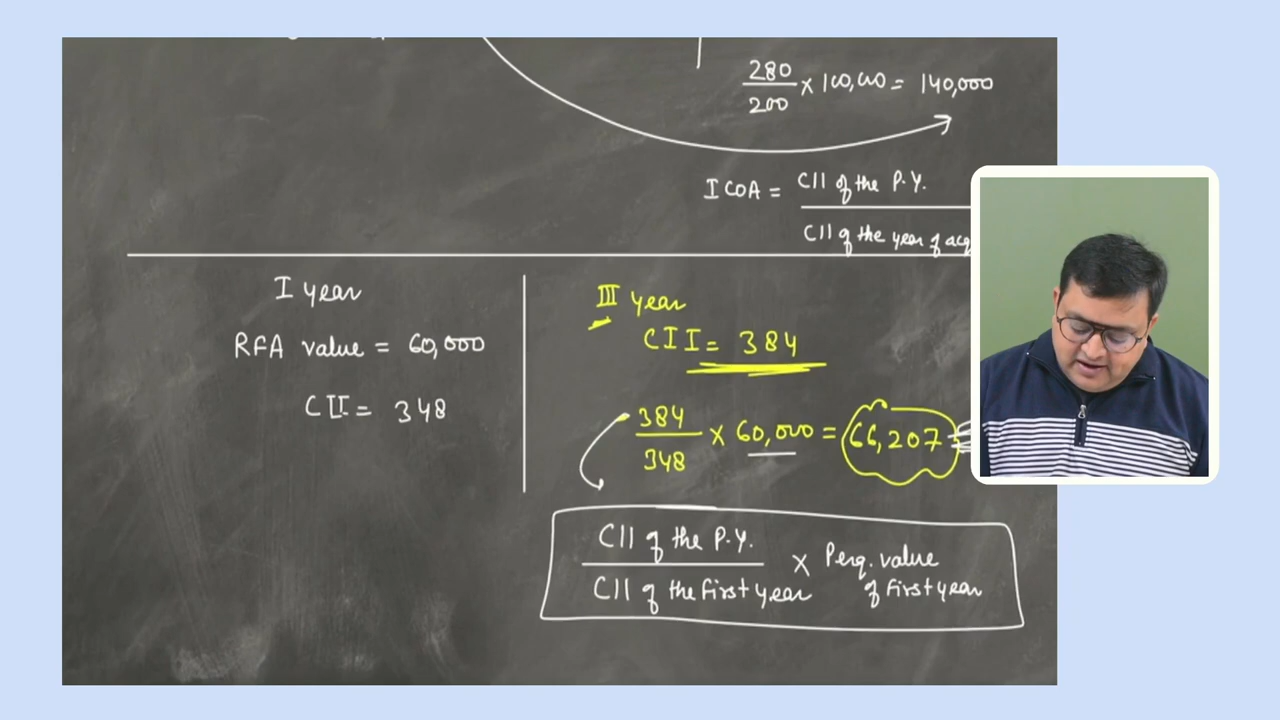 280/200 × 100,000 = 140,000
ICOA = CII of the P.Y.
CII of the year of acq
I year
RFA value = 60,000
CII = 348
III year
CII = 384
384/348 × 60,000 = 66,207
CII of the P.Y. / CII of the first year × Perq. value of first year